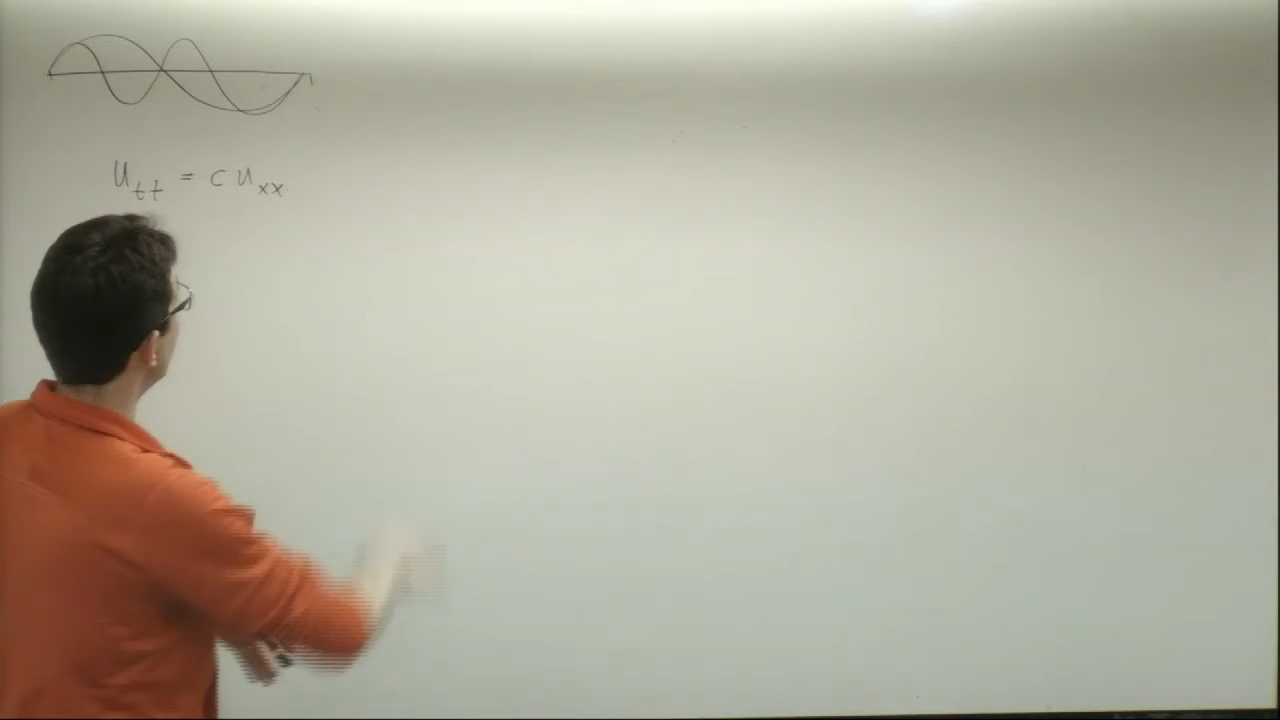 u_tt = c u_xx